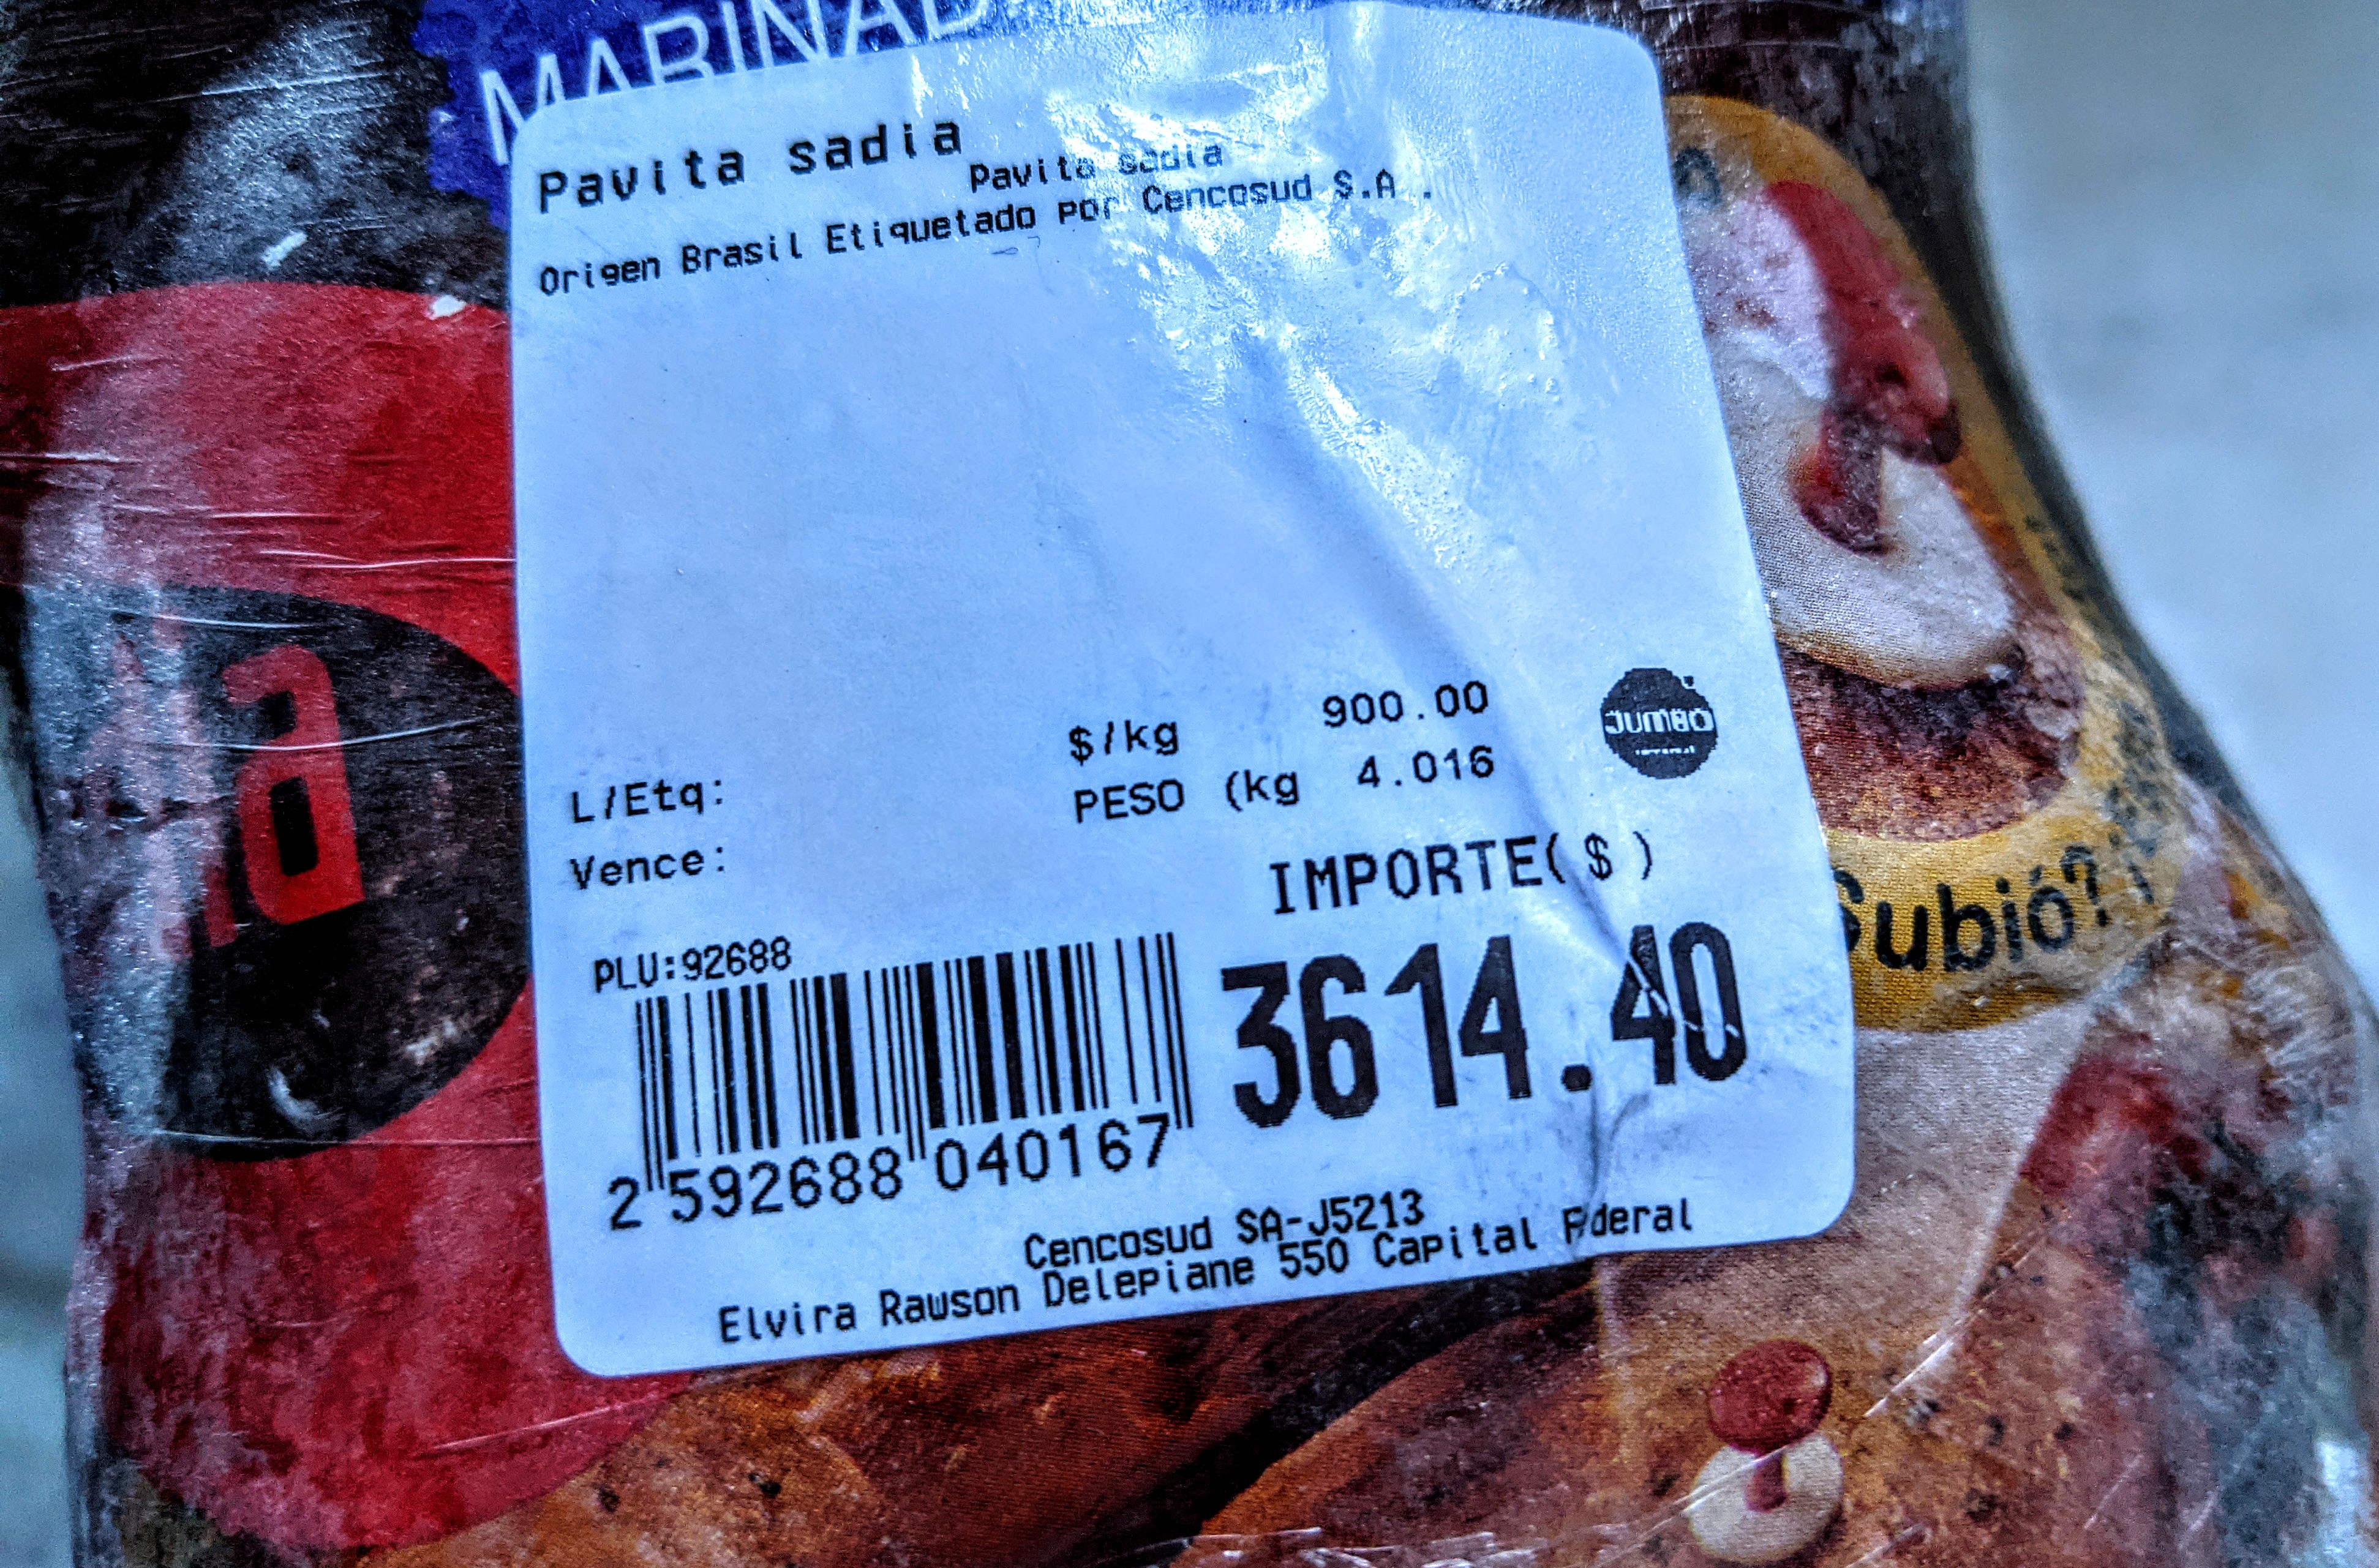 MARINAD
Pavita sadia
Pavita sadia
Origen Brasil Etiquetado por Cencosud S.A .
$/kg 900.00
JUMBO
L/Etq: PESO (kg 4.016
Vence:
IMPORTE($)
Subió?
PLU:92688
3614.40
2 592688 040167
Cencosud SA-J5213
Elvira Rawson Delepiane 550 Capital Fderal